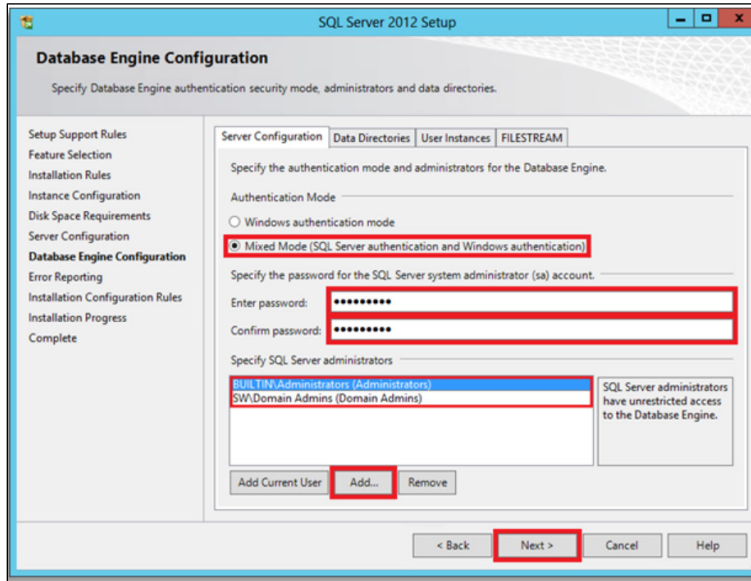 SQL Server 2012 Setup
Database Engine Configuration
Specify Database Engine authentication security mode, administrators and data directories.
Setup Support Rules
Feature Selection
Installation Rules
Instance Configuration
Disk Space Requirements
Server Configuration
Database Engine Configuration
Error Reporting
Installation Configuration Rules
Installation Progress
Complete
Server Configuration Data Directories User Instances FILESTREAM
Specify the authentication mode and administrators for the Database Engine.
Authentication Mode
Windows authentication mode
Mixed Mode (SQL Server authentication and Windows authentication)
Specify the password for the SQL Server system administrator (sa) account.
Enter password: •••••••••
Confirm password: •••••••••
Specify SQL Server administrators
BUILTIN\Administrators (Administrators)
SW\Domain Admins (Domain Admins)
SQL Server administrators
have unrestricted access
to the Database Engine.
Add Current User Add... Remove
< Back Next > Cancel Help